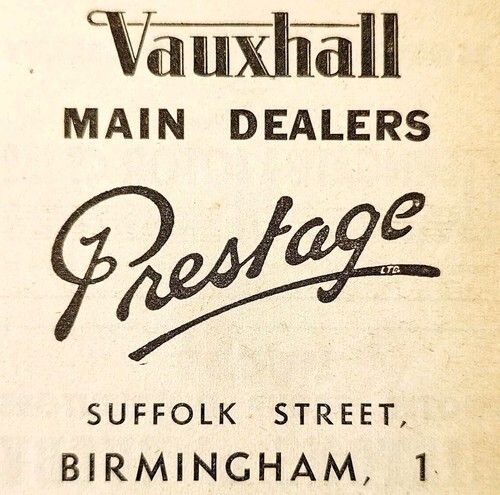 Vauxhall
MAIN DEALERS
Prestage
LTD.
SUFFOLK STREET,
BIRMINGHAM, 1